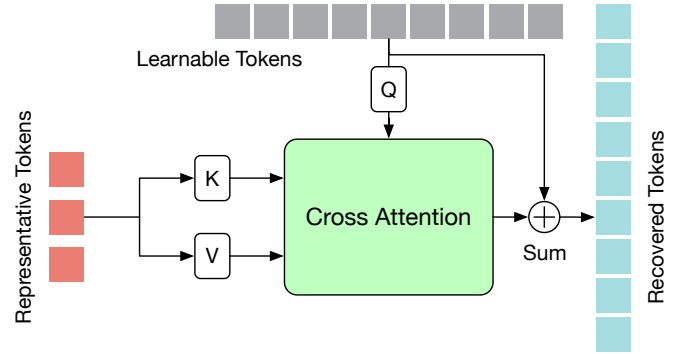 Learnable Tokens
Q
Representative Tokens
K
Cross Attention
V
Sum
Recovered Tokens